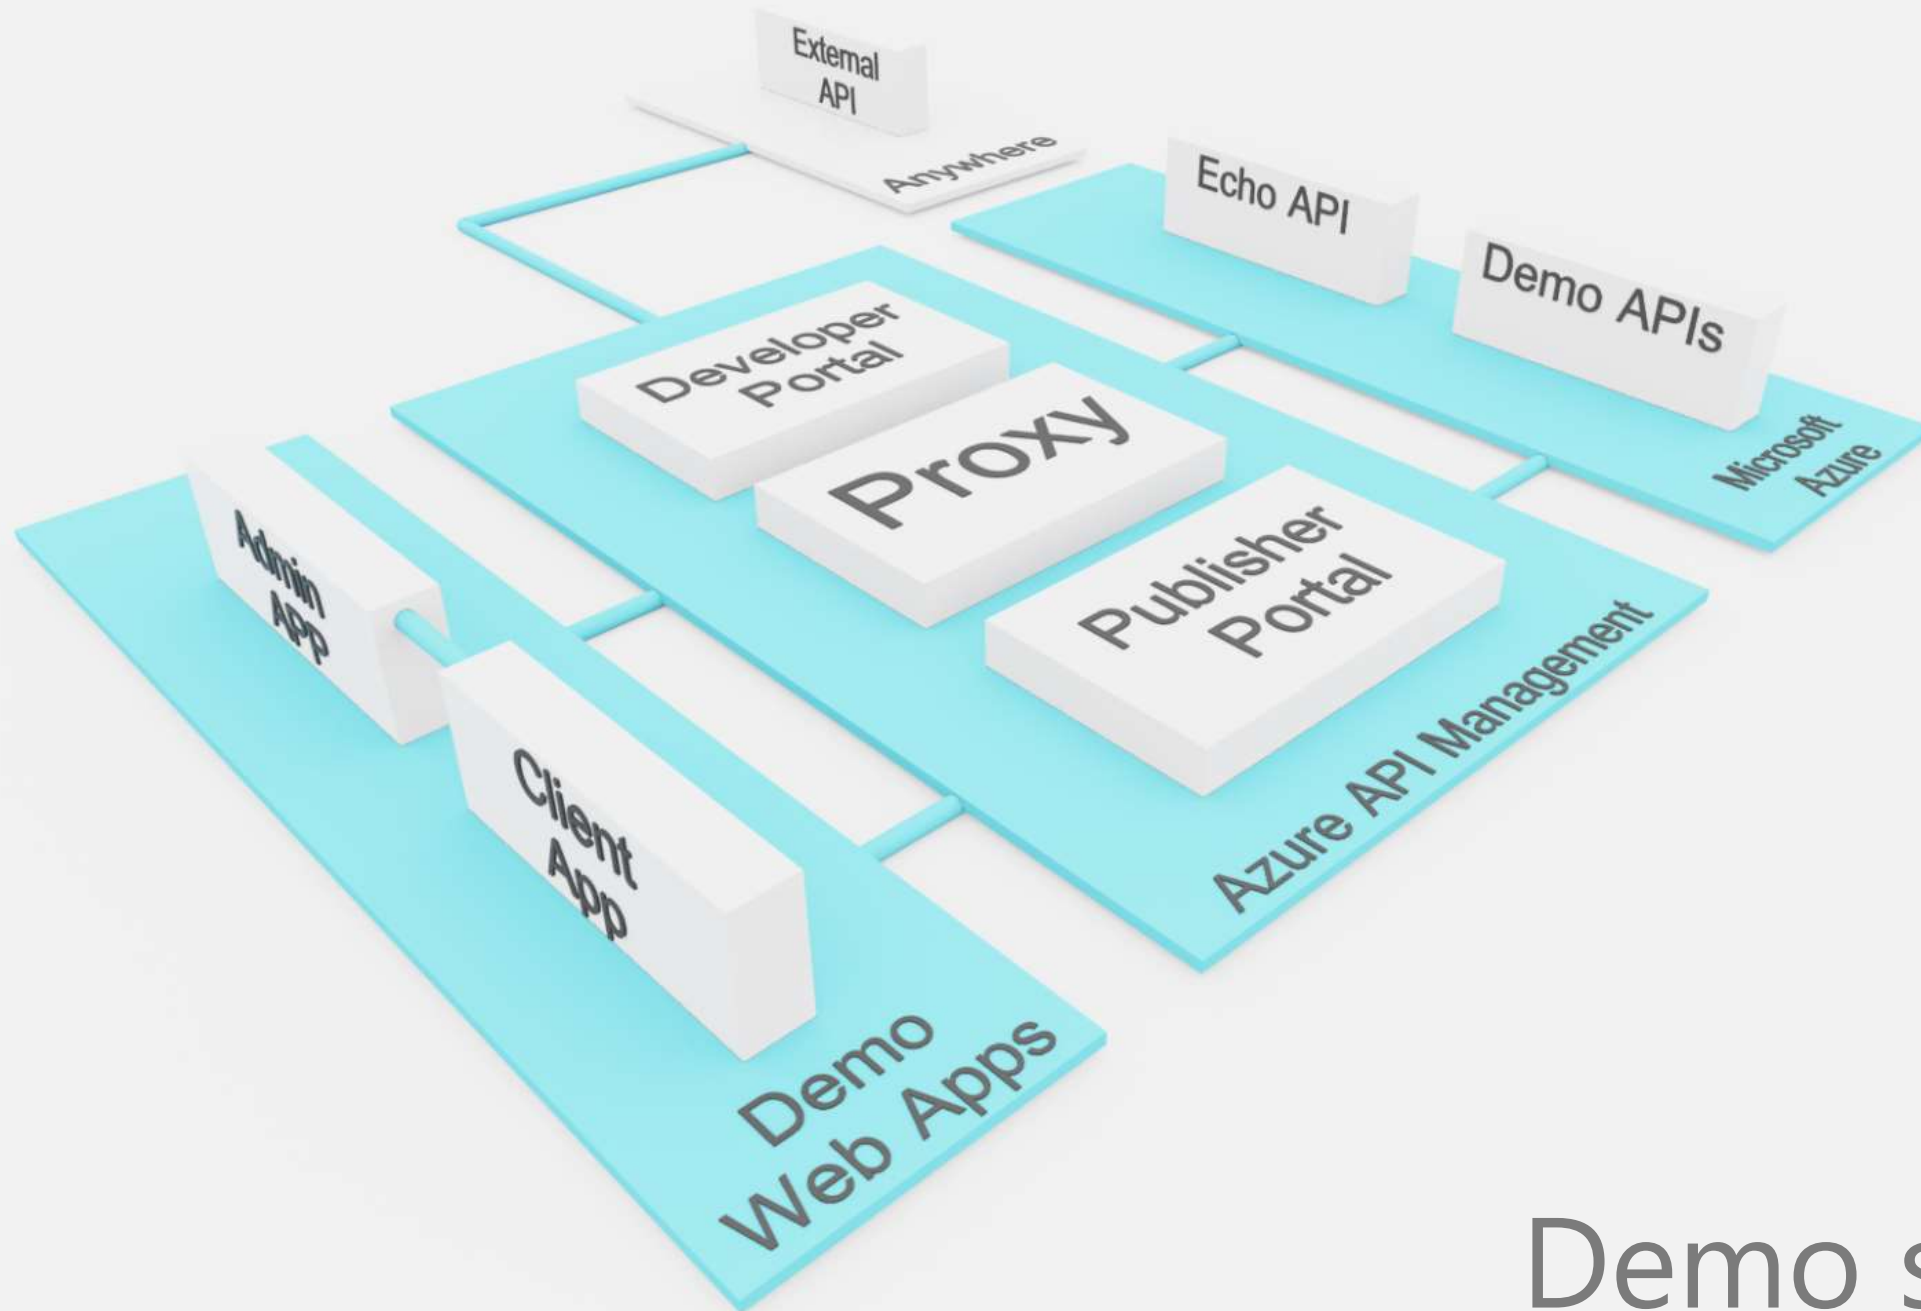 External
API
Anywhere
Echo API
Demo APIs
Microsoft
Azure
Developer
Portal
Proxy
Publisher
Portal
Azure API Management
Admin
APP
Client
App
Demo
Web Apps
Demo s